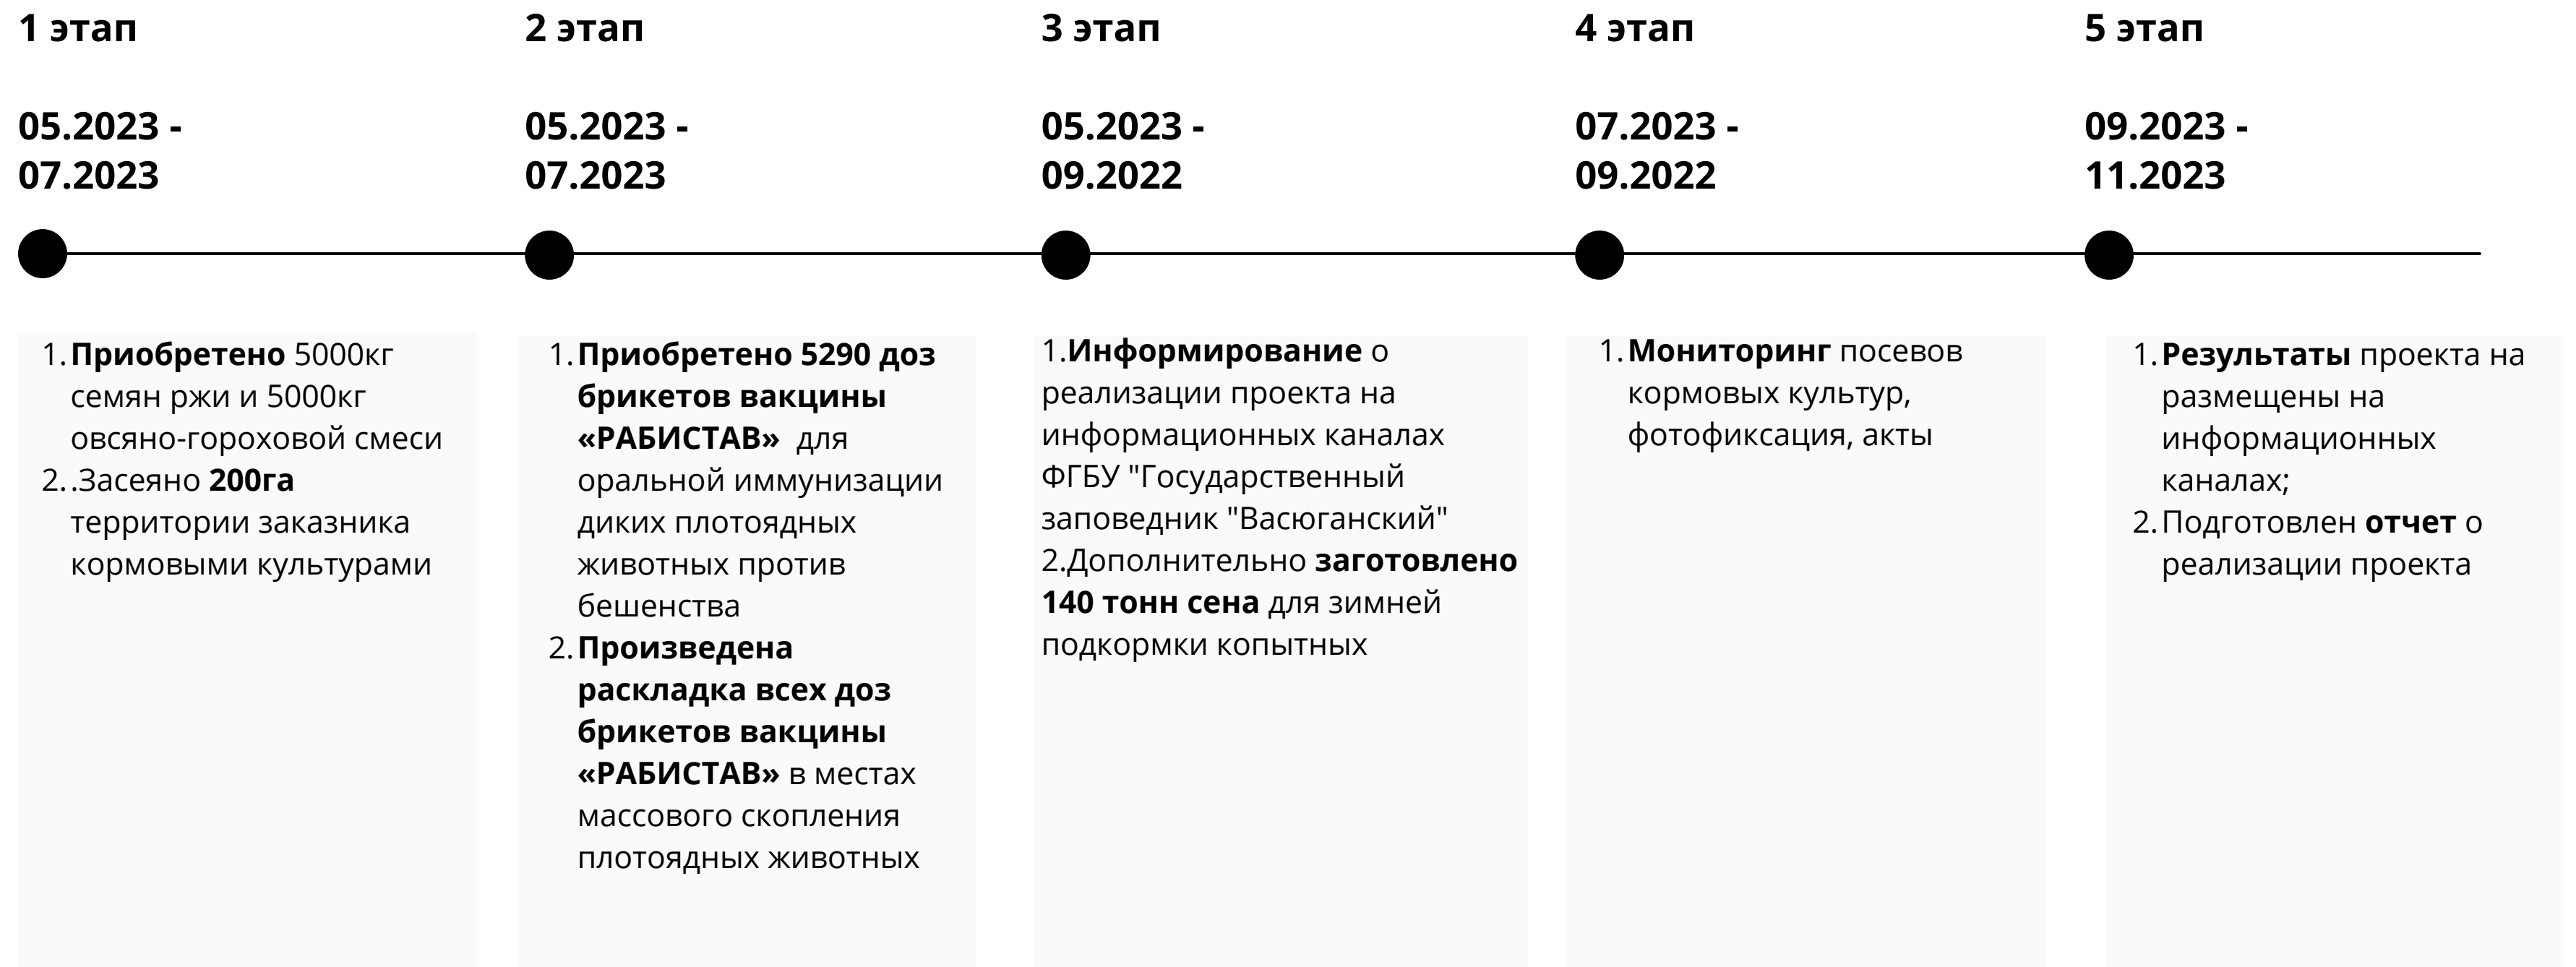 1 этап
05.2023 -
07.2023
1. Приобретено 5000кг
семян ржи и 5000кг
овсяно-гороховой смеси
2. .Засеяно 200га
территории заказника
кормовыми культурами
2 этап
05.2023 -
07.2023
1. Приобретено 5290 доз
брикетов вакцины
«РАБИСТАВ» для
оральной иммунизации
диких плотоядных
животных против
бешенства
2. Произведена
раскладка всех доз
брикетов вакцины
«РАБИСТАВ» в местах
массового скопления
плотоядных животных
3 этап
05.2023 -
09.2022
1.Информирование о
реализации проекта на
информационных каналах
ФГБУ "Государственный
заповедник "Васюганский"
2.Дополнительно заготовлено
140 тонн сена для зимней
подкормки копытных
4 этап
07.2023 -
09.2022
1. Мониторинг посевов
кормовых культур,
фотофиксация, акты
5 этап
09.2023 -
11.2023
1. Результаты проекта на
размещены на
информационных
каналах;
2. Подготовлен отчет о
реализации проекта